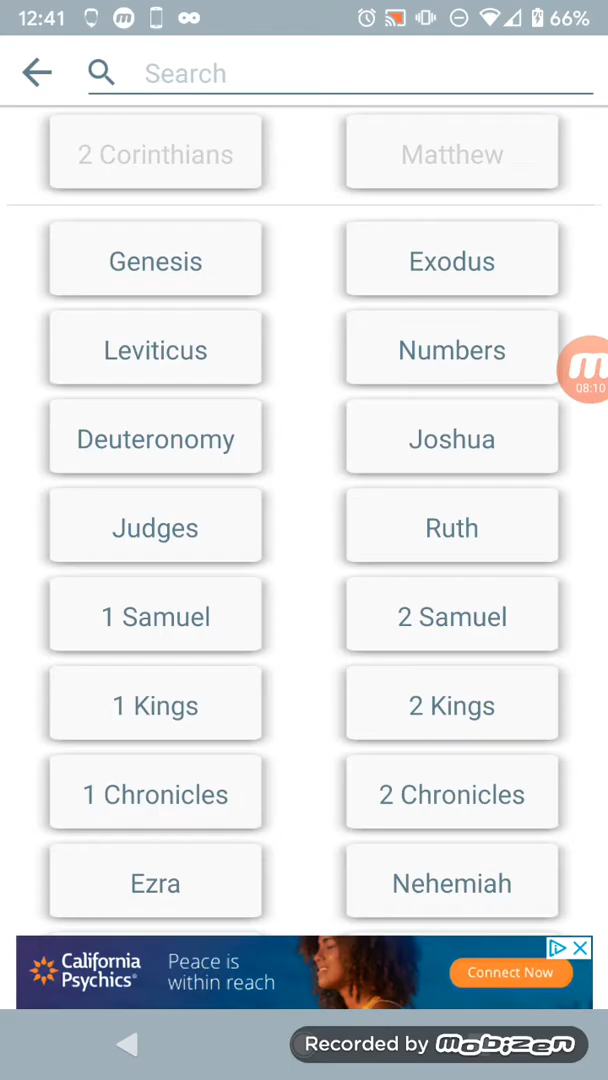 12:41 66%
Search
2 Corinthians Matthew
Genesis Exodus
Leviticus Numbers
08:10
Deuteronomy Joshua
Judges Ruth
1 Samuel 2 Samuel
1 Kings 2 Kings
1 Chronicles 2 Chronicles
Ezra Nehemiah
California Psychics Peace is within reach Connect Now
Recorded by mobizen